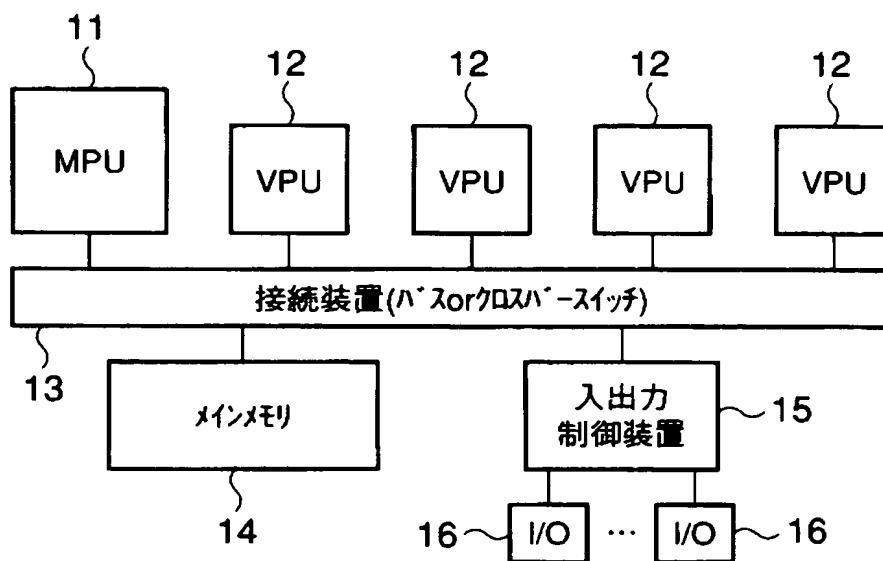 11
12
12
12
12
MPU
VPU
VPU
VPU
VPU
接続装置(ﾊﾞｽorｸﾛｽﾊﾞｰｽｲｯﾁ)
13
ﾒｲﾝﾒﾓﾘ
入出力
制御装置
15
14
16
I/O
…
I/O
16